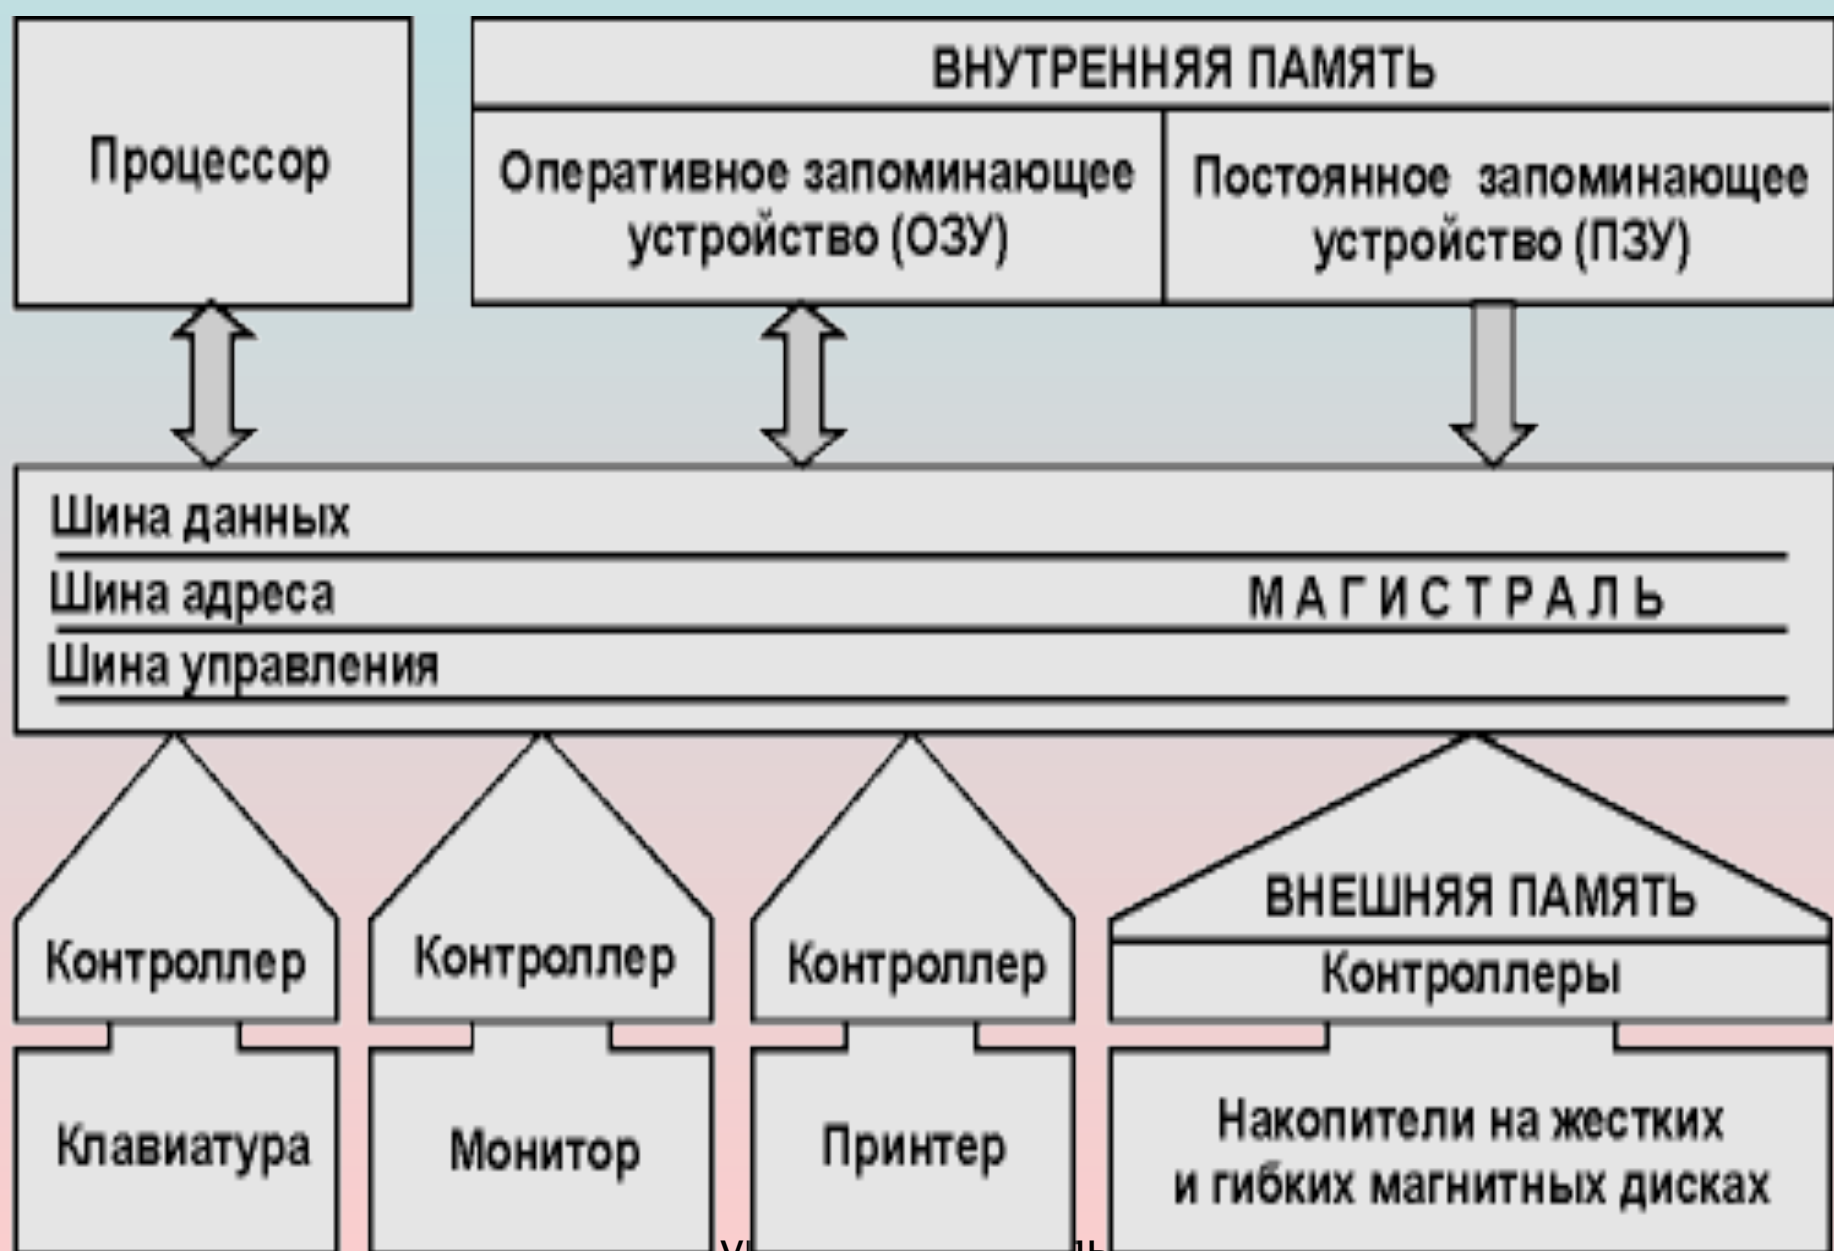 Процессор
ВНУТРЕННЯЯ ПАМЯТЬ
Оперативное запоминающее
устройство (ОЗУ)
Постоянное запоминающее
устройство (ПЗУ)
Шина данных
Шина адреса
МАГИСТРАЛЬ
Шина управления
Контроллер
Контроллер
Контроллер
ВНЕШНЯЯ ПАМЯТЬ
Контроллеры
Клавиатура
Монитор
Принтер
Накопители на жестких
и гибких магнитных дисках